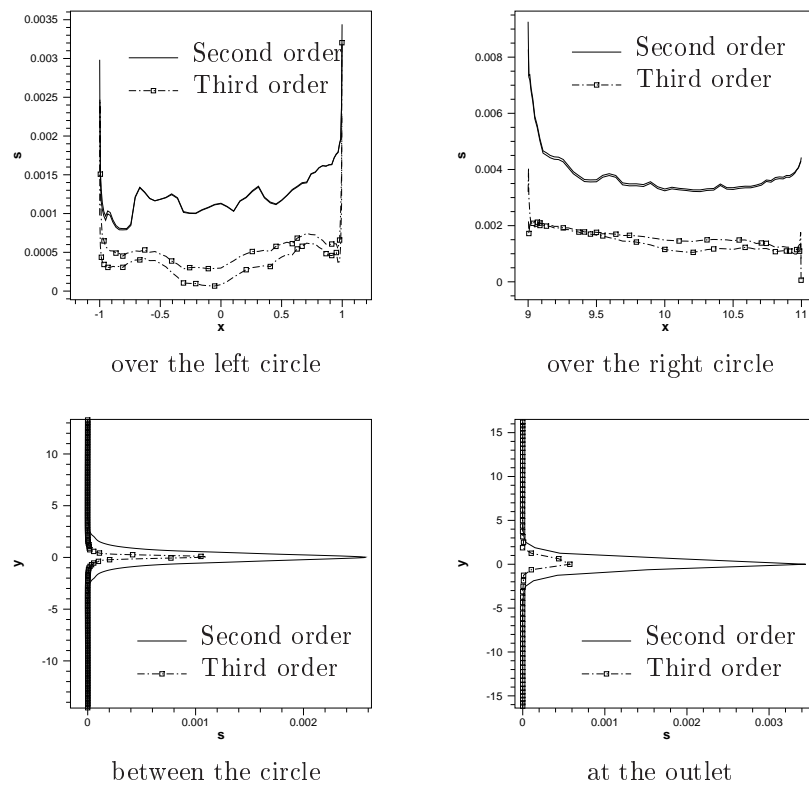 0.0035
0.003
0.0025
0.002
0.0015
0.001
0.0005
0
s
Second order
Third order
-1
-0.5
0
0.5
1
x
over the left circle
0.008
0.006
0.004
0.002
0
s
Second order
Third order
9
9.5
10
10.5
11
x
over the right circle
10
5
0
-5
-10
y
Second order
Third order
0
0.001
0.002
s
between the circle
15
10
5
0
-5
-10
-15
y
Second order
Third order
0
0.001
0.002
0.003
s
at the outlet